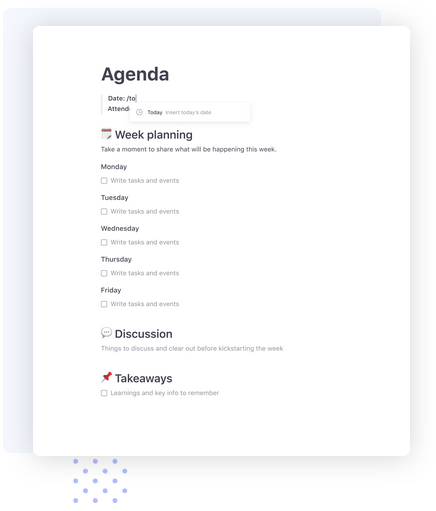 Agenda
Date: /to
Today Insert today's date
Attend
🗓️ Week planning
Take a moment to share what will be happening this week.
Monday
Write tasks and events
Tuesday
Write tasks and events
Wednesday
Write tasks and events
Thursday
Write tasks and events
Friday
Write tasks and events
💬 Discussion
Things to discuss and clear out before kickstarting the week
📌 Takeaways
Learnings and key info to remember